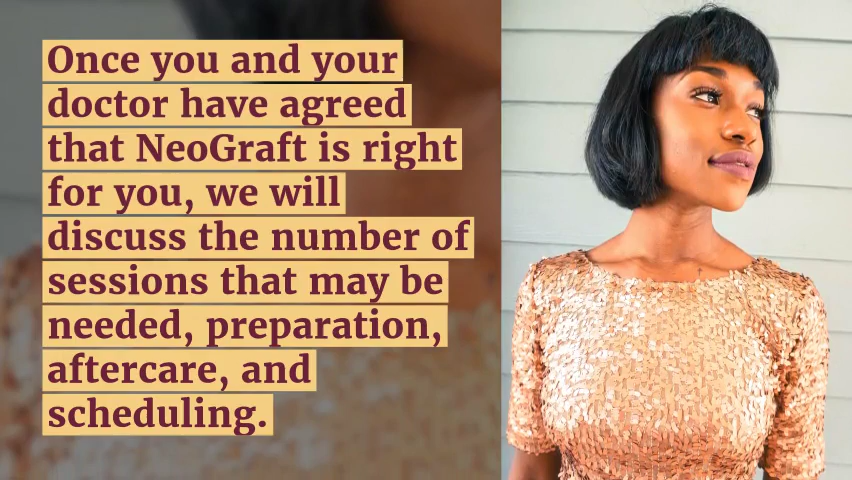 Once you and your
doctor have agreed
that NeoGraft is right
for you, we will
discuss the number of
sessions that may be
needed, preparation,
aftercare, and
scheduling.